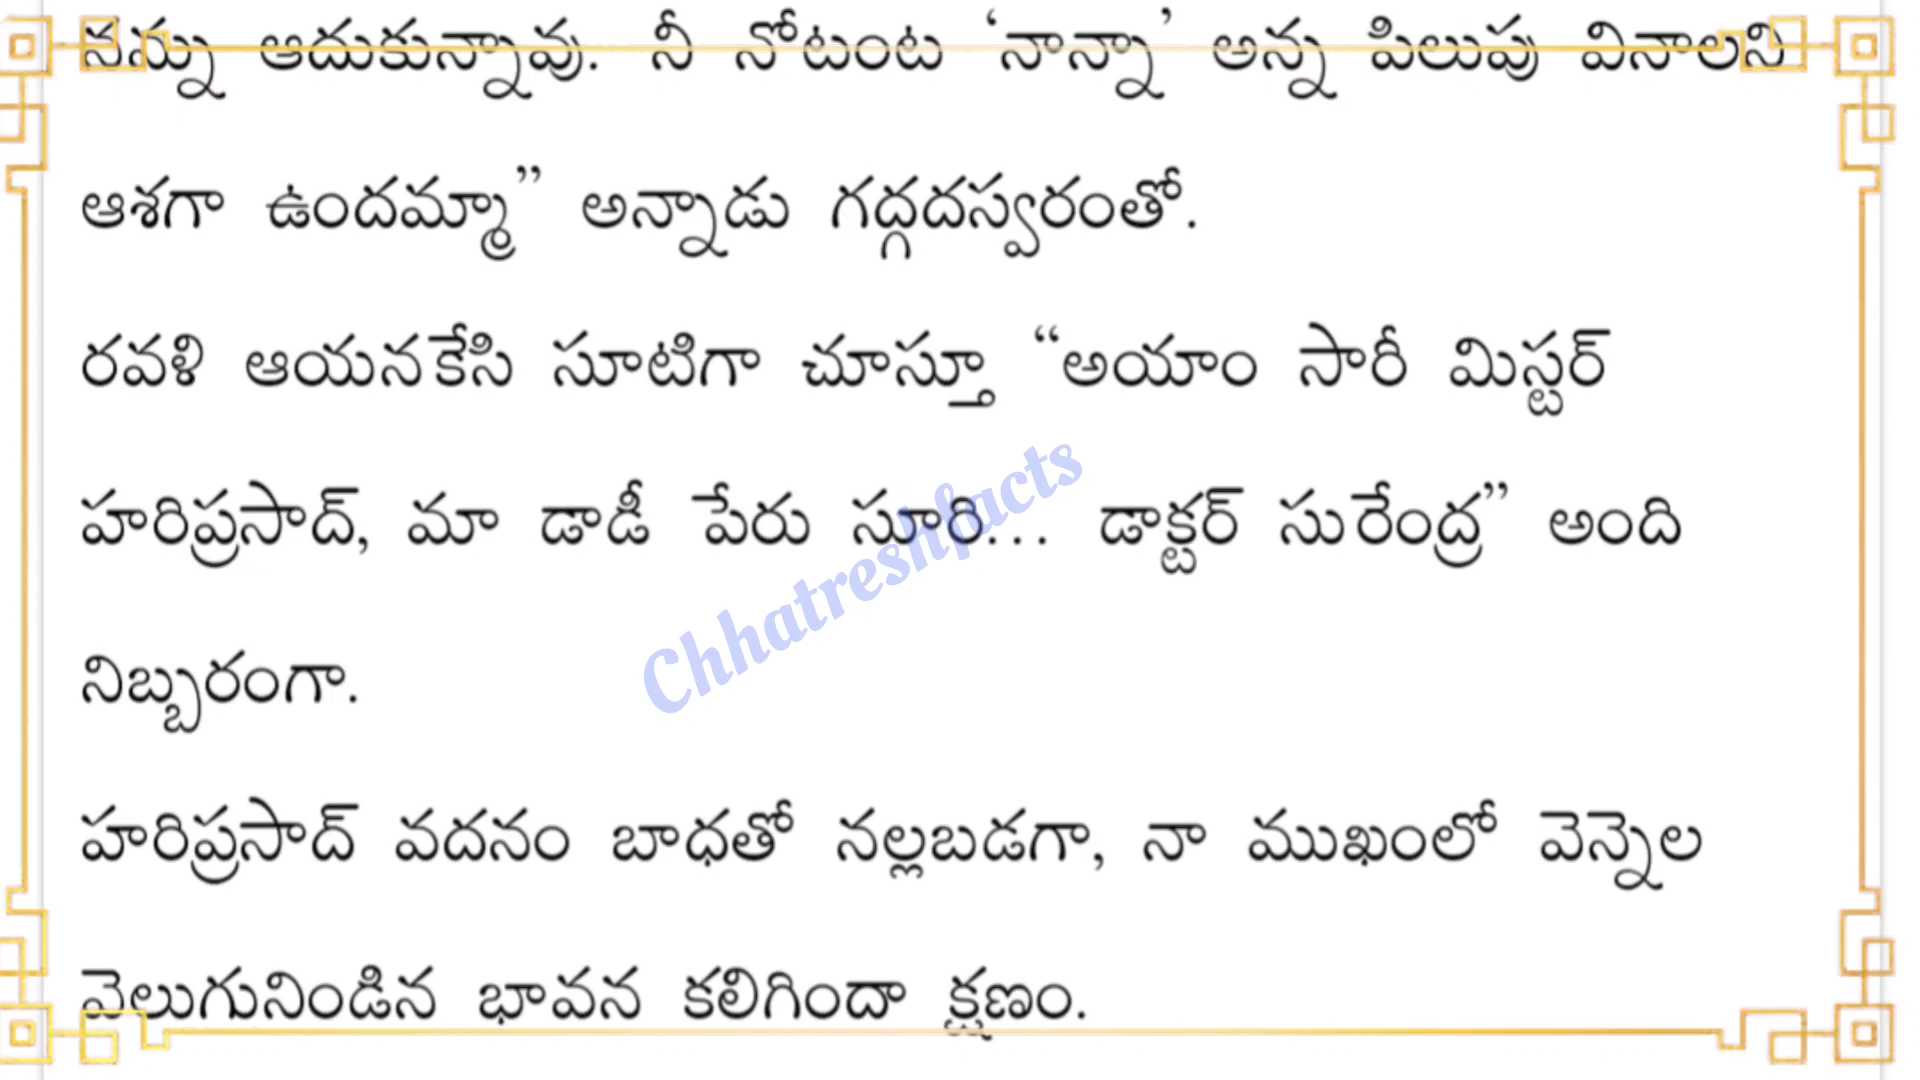 నన్ను ఆదుకున్నావు. నీ నోటంట ‘నాన్నా’ అన్న పిలుపు వినాలని
ఆశగా ఉందమ్మా” అన్నాడు గద్గదస్వరంతో.
రవళి ఆయనకేసి సూటిగా చూస్తూ “అయాం సారీ మిస్టర్
హరిప్రసాద్, మా డాడీ పేరు సూరి... డాక్టర్ సురేంద్ర” అంది
నిబ్బరంగా.
హరిప్రసాద్ వదనం బాధతో నల్లబడగా, నా ముఖంలో వెన్నెల
వెలుగునిండిన భావన కలిగిందా క్షణం.
Chhatreshfacts